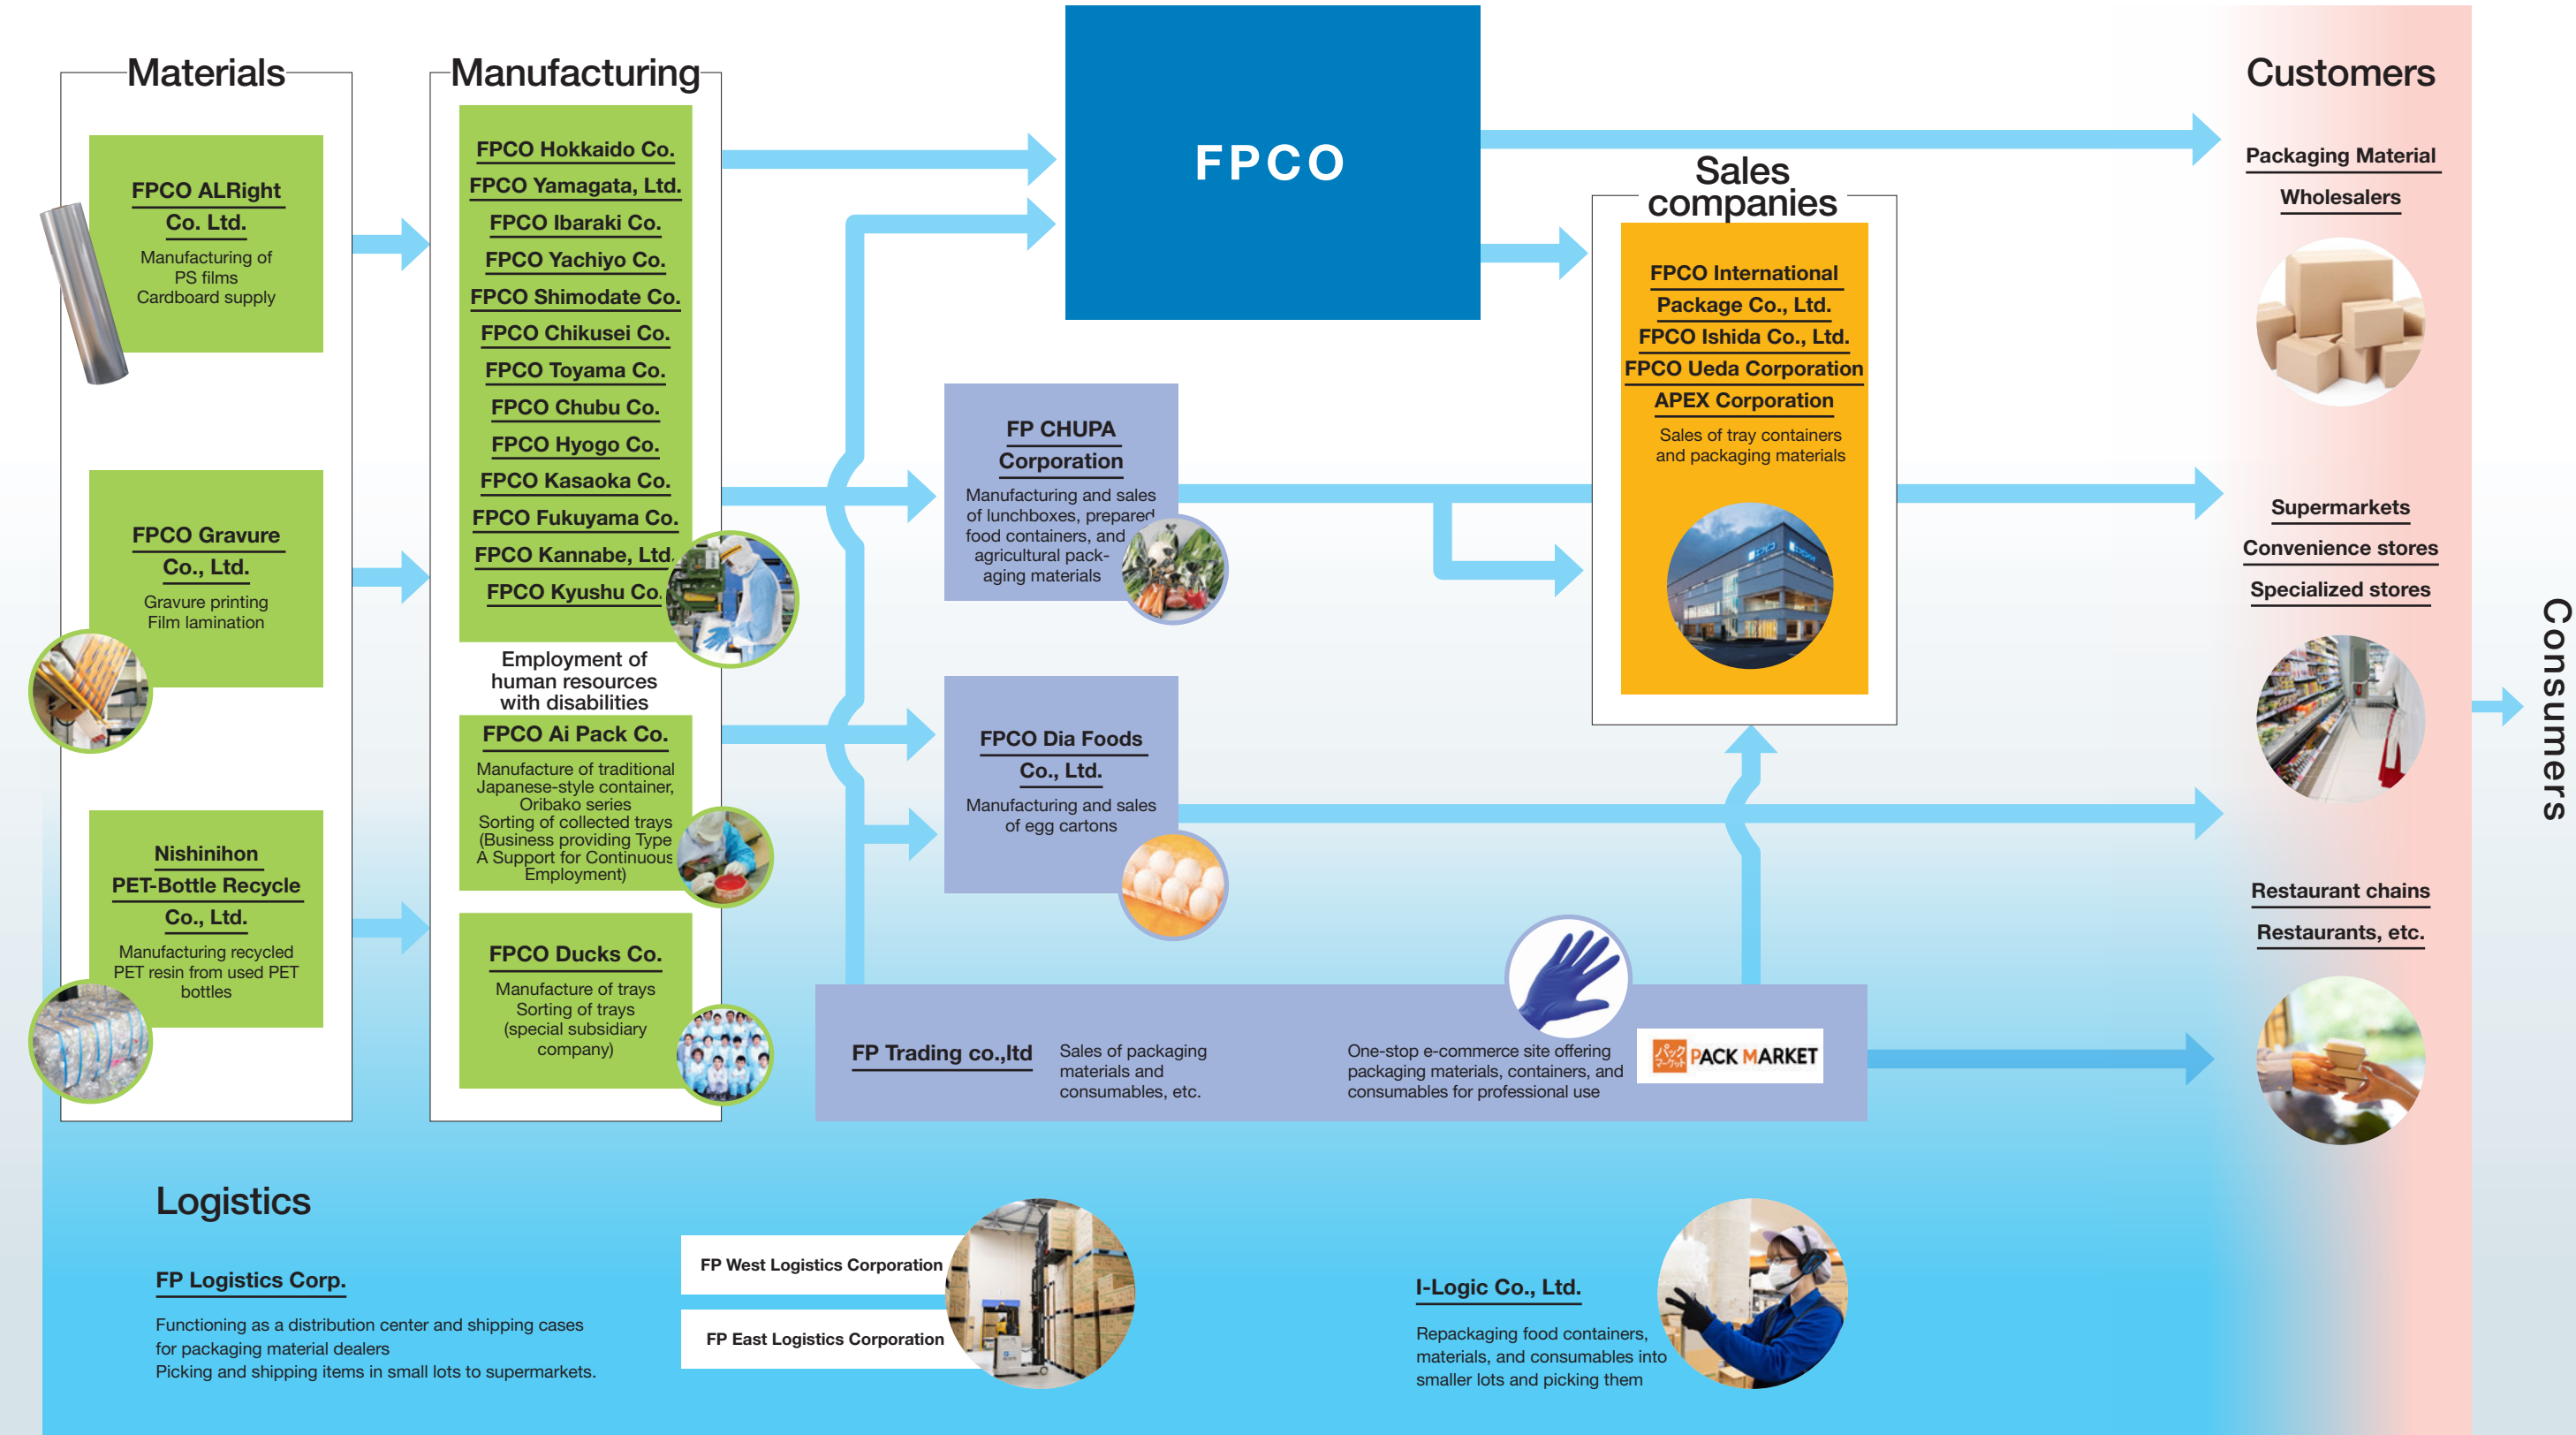 Materials
FPCO ALRight
Co. Ltd.
Manufacturing of
PS films
Cardboard supply
FPCO Gravure
Co., Ltd.
Gravure printing
Film lamination
Nishinihon
PET-Bottle Recycle
Co., Ltd.
Manufacturing recycled
PET resin from used PET
bottles
Manufacturing
FPCO Hokkaido Co.
FPCO Yamagata, Ltd.
FPCO Ibaraki Co.
FPCO Yachiyo Co.
FPCO Shimodate Co.
FPCO Chikusei Co.
FPCO Toyama Co.
FPCO Chubu Co.
FPCO Hyogo Co.
FPCO Kasaoka Co.
FPCO Fukuyama Co.
FPCO Kannabe, Ltd.
FPCO Kyushu Co.
Employment of
human resources
with disabilities
FPCO Ai Pack Co.
Manufacture of traditional
Japanese-style container,
Oribako series
Sorting of collected trays
(Business providing Type
A Support for Continuous
Employment)
FPCO Ducks Co.
Manufacture of trays
Sorting of trays
(special subsidiary
company)
FPCO
FP CHUPA
Corporation
Manufacturing and sales
of lunchboxes, prepared
food containers, and
agricultural pack-
aging materials
FPCO Dia Foods
Co., Ltd.
Manufacturing and sales
of egg cartons
Sales
companies
FPCO International
Package Co., Ltd.
FPCO Ishida Co., Ltd.
FPCO Ueda Corporation
APEX Corporation
Sales of tray containers
and packaging materials
FP Trading co.,ltd
Sales of packaging
materials and
consumables, etc.
One-stop e-commerce site offering
packaging materials, containers, and
consumables for professional use
パック
マーケット
PACK MARKET
Customers
Packaging Material
Wholesalers
Supermarkets
Convenience stores
Specialized stores
Restaurant chains
Restaurants, etc.
Consumers
Logistics
FP Logistics Corp.
Functioning as a distribution center and shipping cases
for packaging material dealers
Picking and shipping items in small lots to supermarkets.
FP West Logistics Corporation
FP East Logistics Corporation
I-Logic Co., Ltd.
Repackaging food containers,
materials, and consumables into
smaller lots and picking them